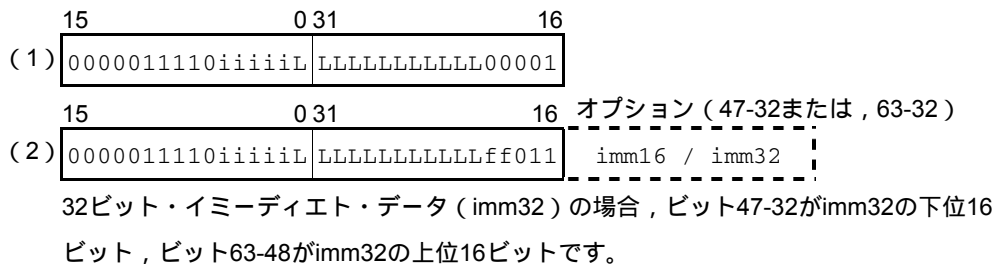 15 0 31 16
(1) 0000011110iiiiiL LLLLLLLLLLL00001
15 0 31 16 オプション(47-32または,63-32)
(2) 0000011110iiiiiL LLLLLLLLLLLff011 imm16 / imm32
32ビット・イミーディエト・データ(imm32)の場合,ビット47-32がimm32の下位16
ビット,ビット63-48がimm32の上位16ビットです。